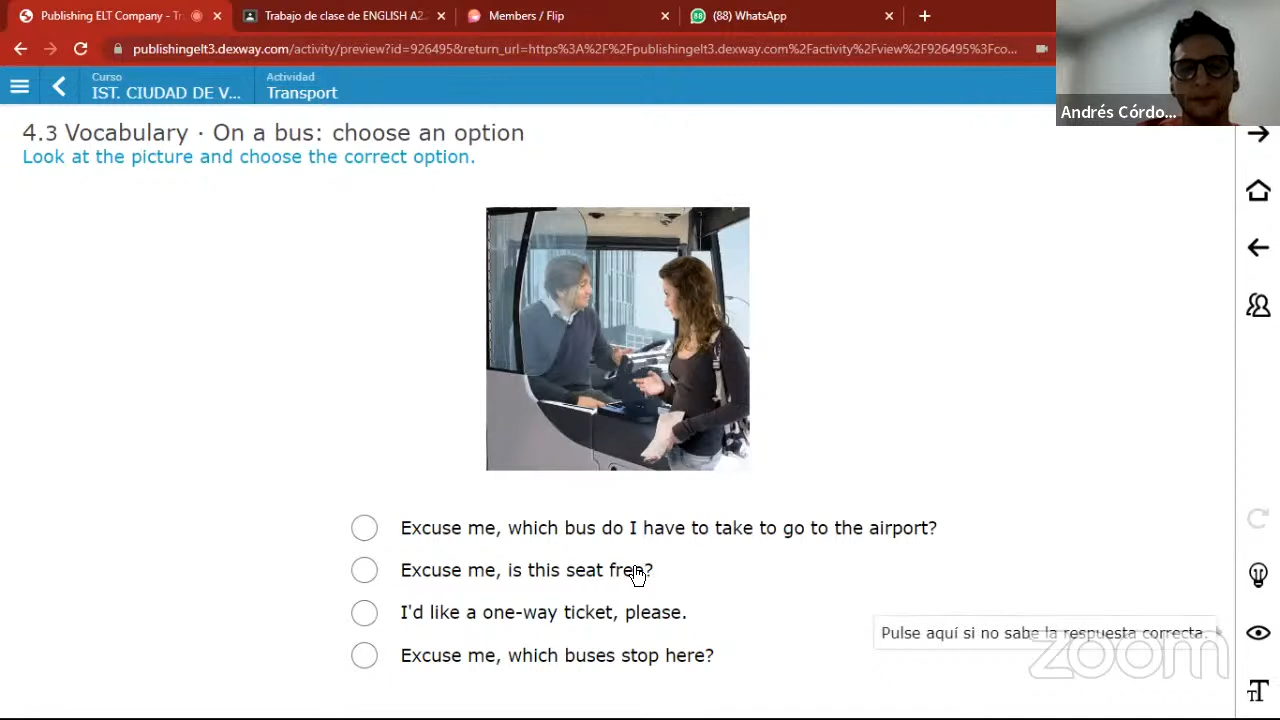 Publishing ELT Company - Tr
Trabajo de clase de ENGLISH A2
Members / Flip
(88) WhatsApp
publishingelt3.dexway.com/activity/preview?id=926495&return_url=https%3A%2F%2Fpublishingelt3.dexway.com%2Factivity%2Fview%2F926495%3Fco...
Andrés Córdo...
Curso
IST. CIUDAD DE V...
Actividad
Transport
4.3 Vocabulary · On a bus: choose an option
Look at the picture and choose the correct option.
Excuse me, which bus do I have to take to go to the airport?
Excuse me, is this seat free?
I'd like a one-way ticket, please.
Excuse me, which buses stop here?
Pulse aquí si no sabe la respuesta correcta.
zoom